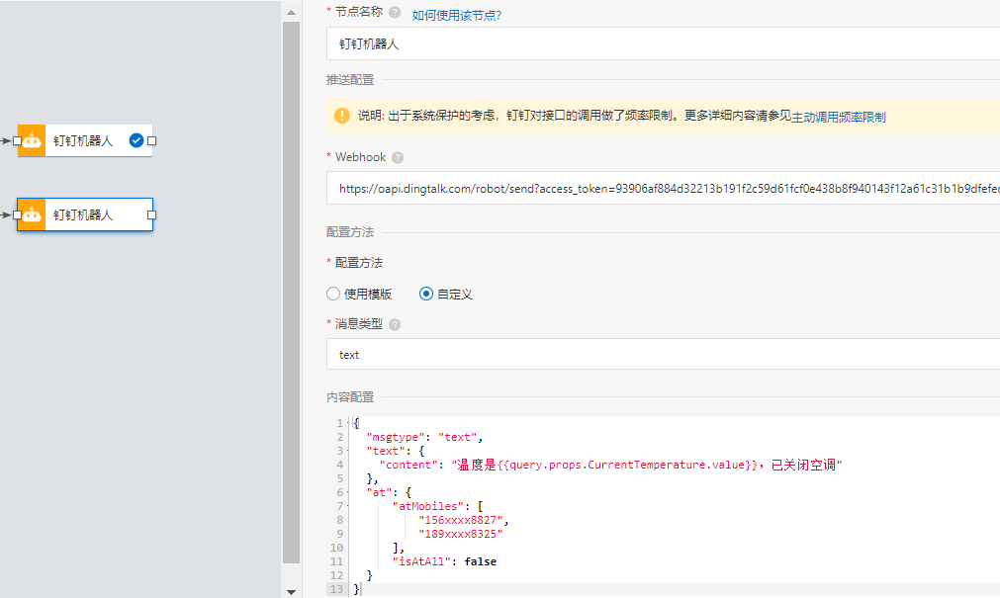 * 节点名称 ? 如何使用该节点?
钉钉机器人
推送配置
说明: 出于系统保护的考虑，钉钉对接口的调用做了频率限制。更多详细内容请参见主动调用频率限制
钉钉机器人
* Webhook ?
https://oapi.dingtalk.com/robot/send?access_token=93906af884d32213b191f2c59d61fcf0e438b8f940143f12a61c31b1b9dfefe
钉钉机器人
配置方法
* 配置方法
使用模版 自定义
* 消息类型 ?
text
内容配置
1 {
2 "msgtype": "text",
3 "text": {
4 "content": "温度是{{query.props.CurrentTemperature.value}}，已关闭空调"
5 },
6 "at": {
7 "atMobiles": [
8 "156xxxx8827",
9 "189xxxx8325"
10 ],
11 "isAtAll": false
12 }
13 }